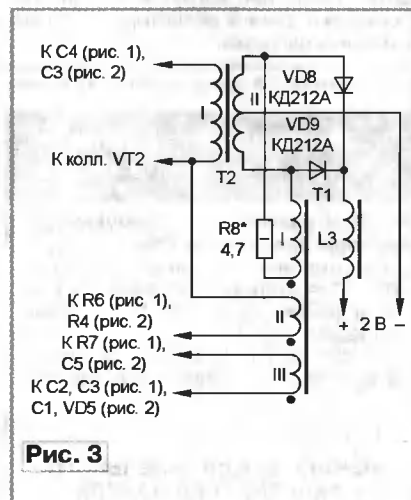 К С4 (рис. 1),
С3 (рис. 2)
I
II
VD8
КД212А
VD9
КД212А
К колл. VT2
Т2
Т1
R8*
4,7
I
L3
К R6 (рис. 1),
R4 (рис. 2)
II
+ 2 В −
К R7 (рис. 1),
С5 (рис. 2)
III
К С2, С3 (рис. 1),
С1, VD5 (рис. 2)
Рис. 3